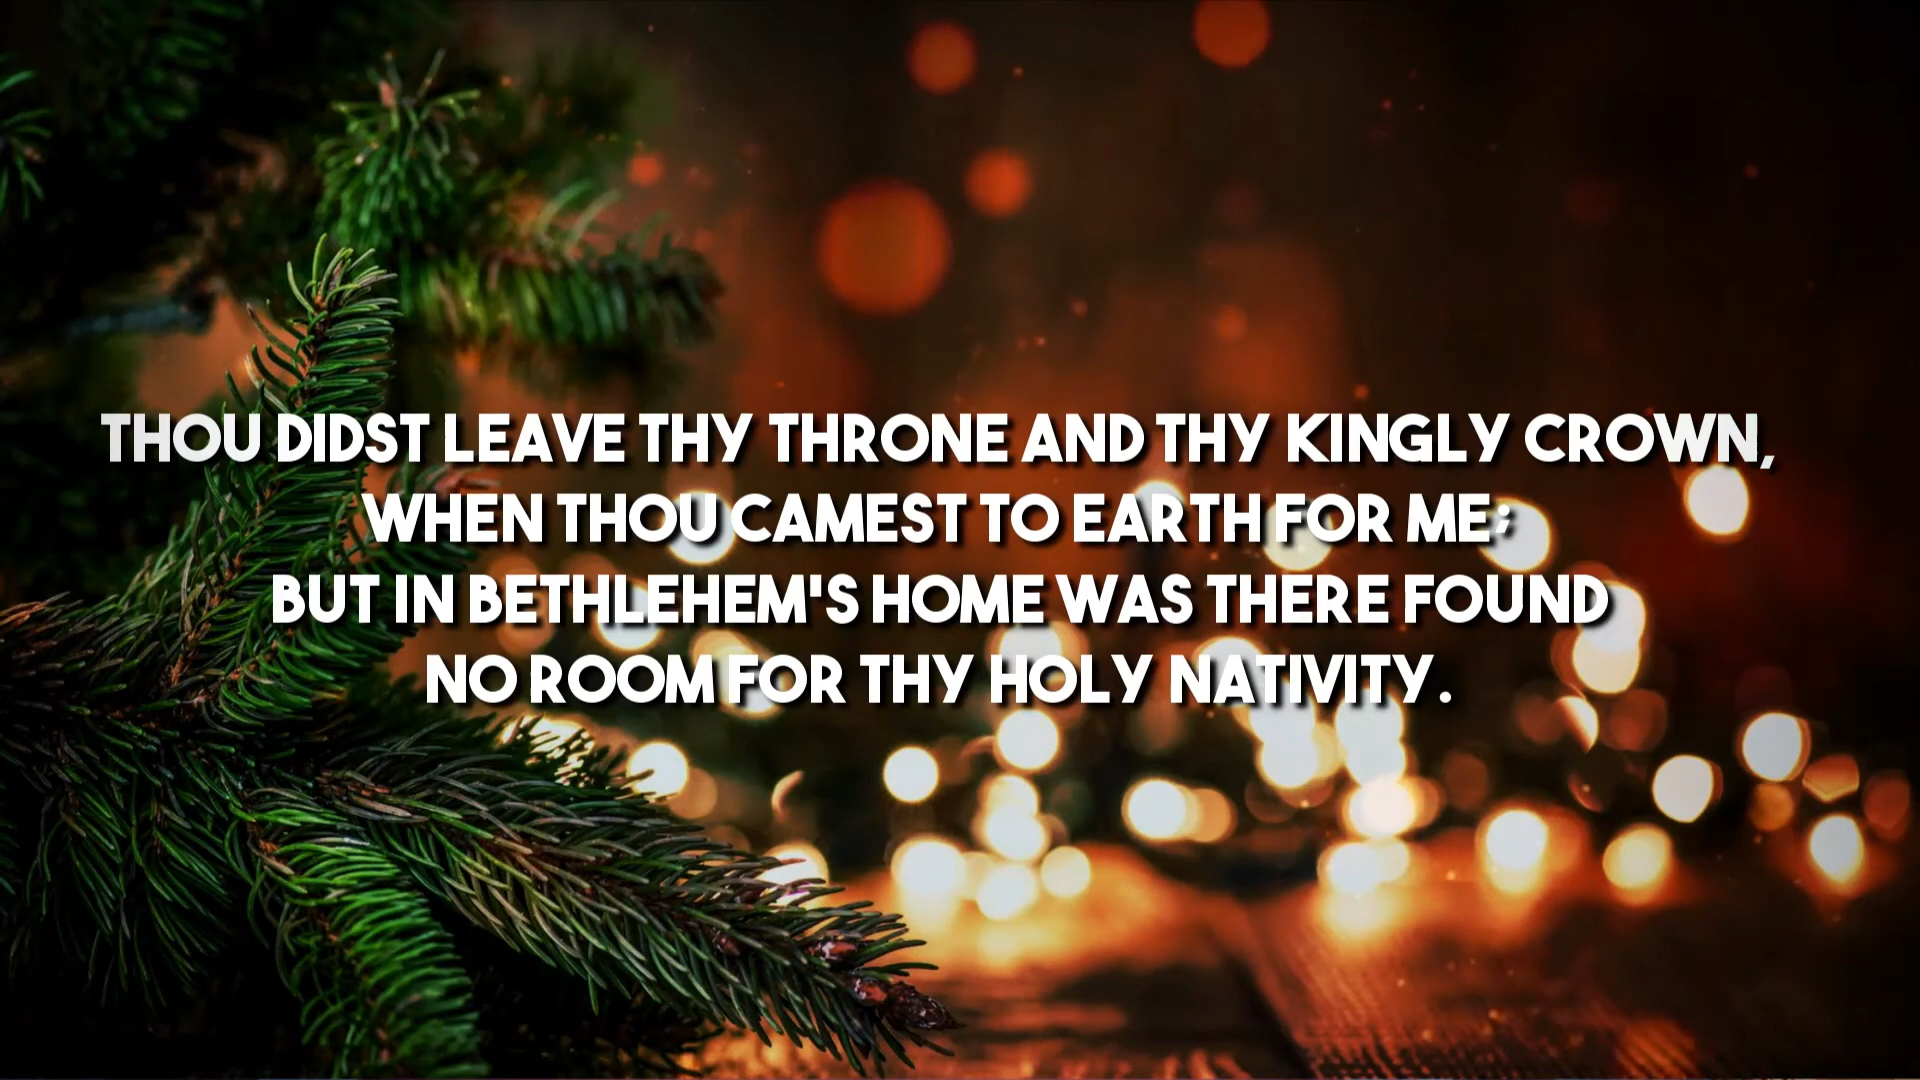 THOU DIDST LEAVE THY THRONE AND THY KINGLY CROWN,
WHEN THOU CAMEST TO EARTH FOR ME;
BUT IN BETHLEHEM'S HOME WAS THERE FOUND
NO ROOM FOR THY HOLY NATIVITY.